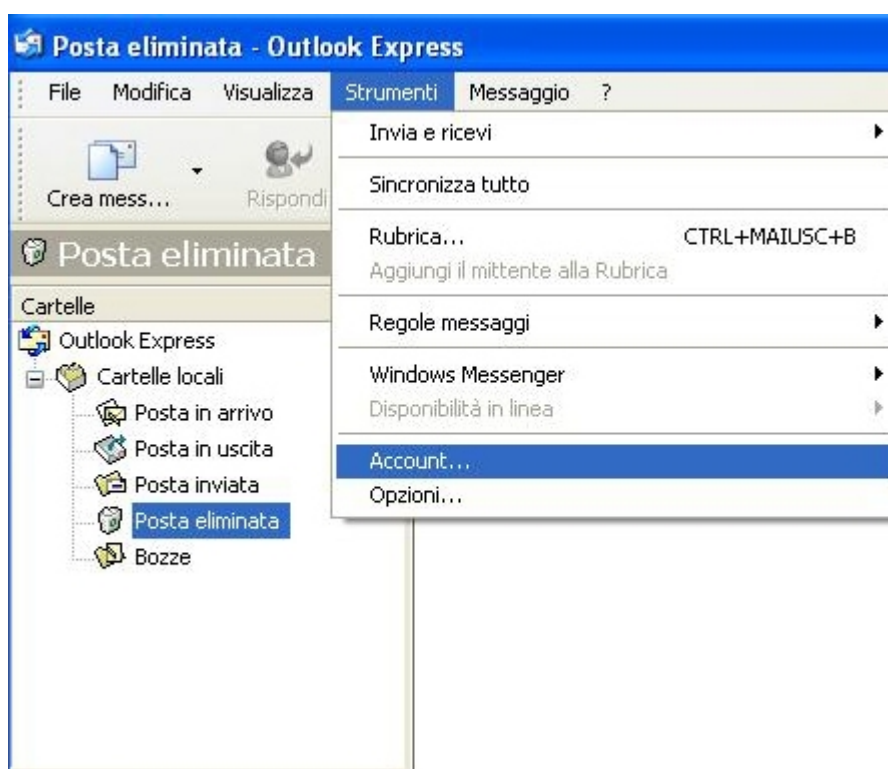 Posta eliminata - Outlook Express
File Modifica Visualizza Strumenti Messaggio ?
Crea mess... Rispondi
Posta eliminata
Cartelle
Outlook Express
Cartelle locali
Posta in arrivo
Posta in uscita
Posta inviata
Posta eliminata
Bozze
Invia e ricevi
Sincronizza tutto
Rubrica... CTRL+MAIUSC+B
Aggiungi il mittente alla Rubrica
Regole messaggi
Windows Messenger
Disponibilità in linea
Account...
Opzioni...